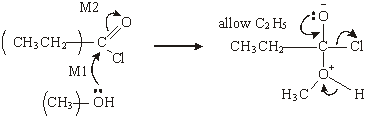 M2
O
(CH₃CH₂)—C
Cl
M1
(CH₃)—OH
allow C₂H₅
O⁻
CH₃CH₂—C—Cl
O⁺
H₃C
H